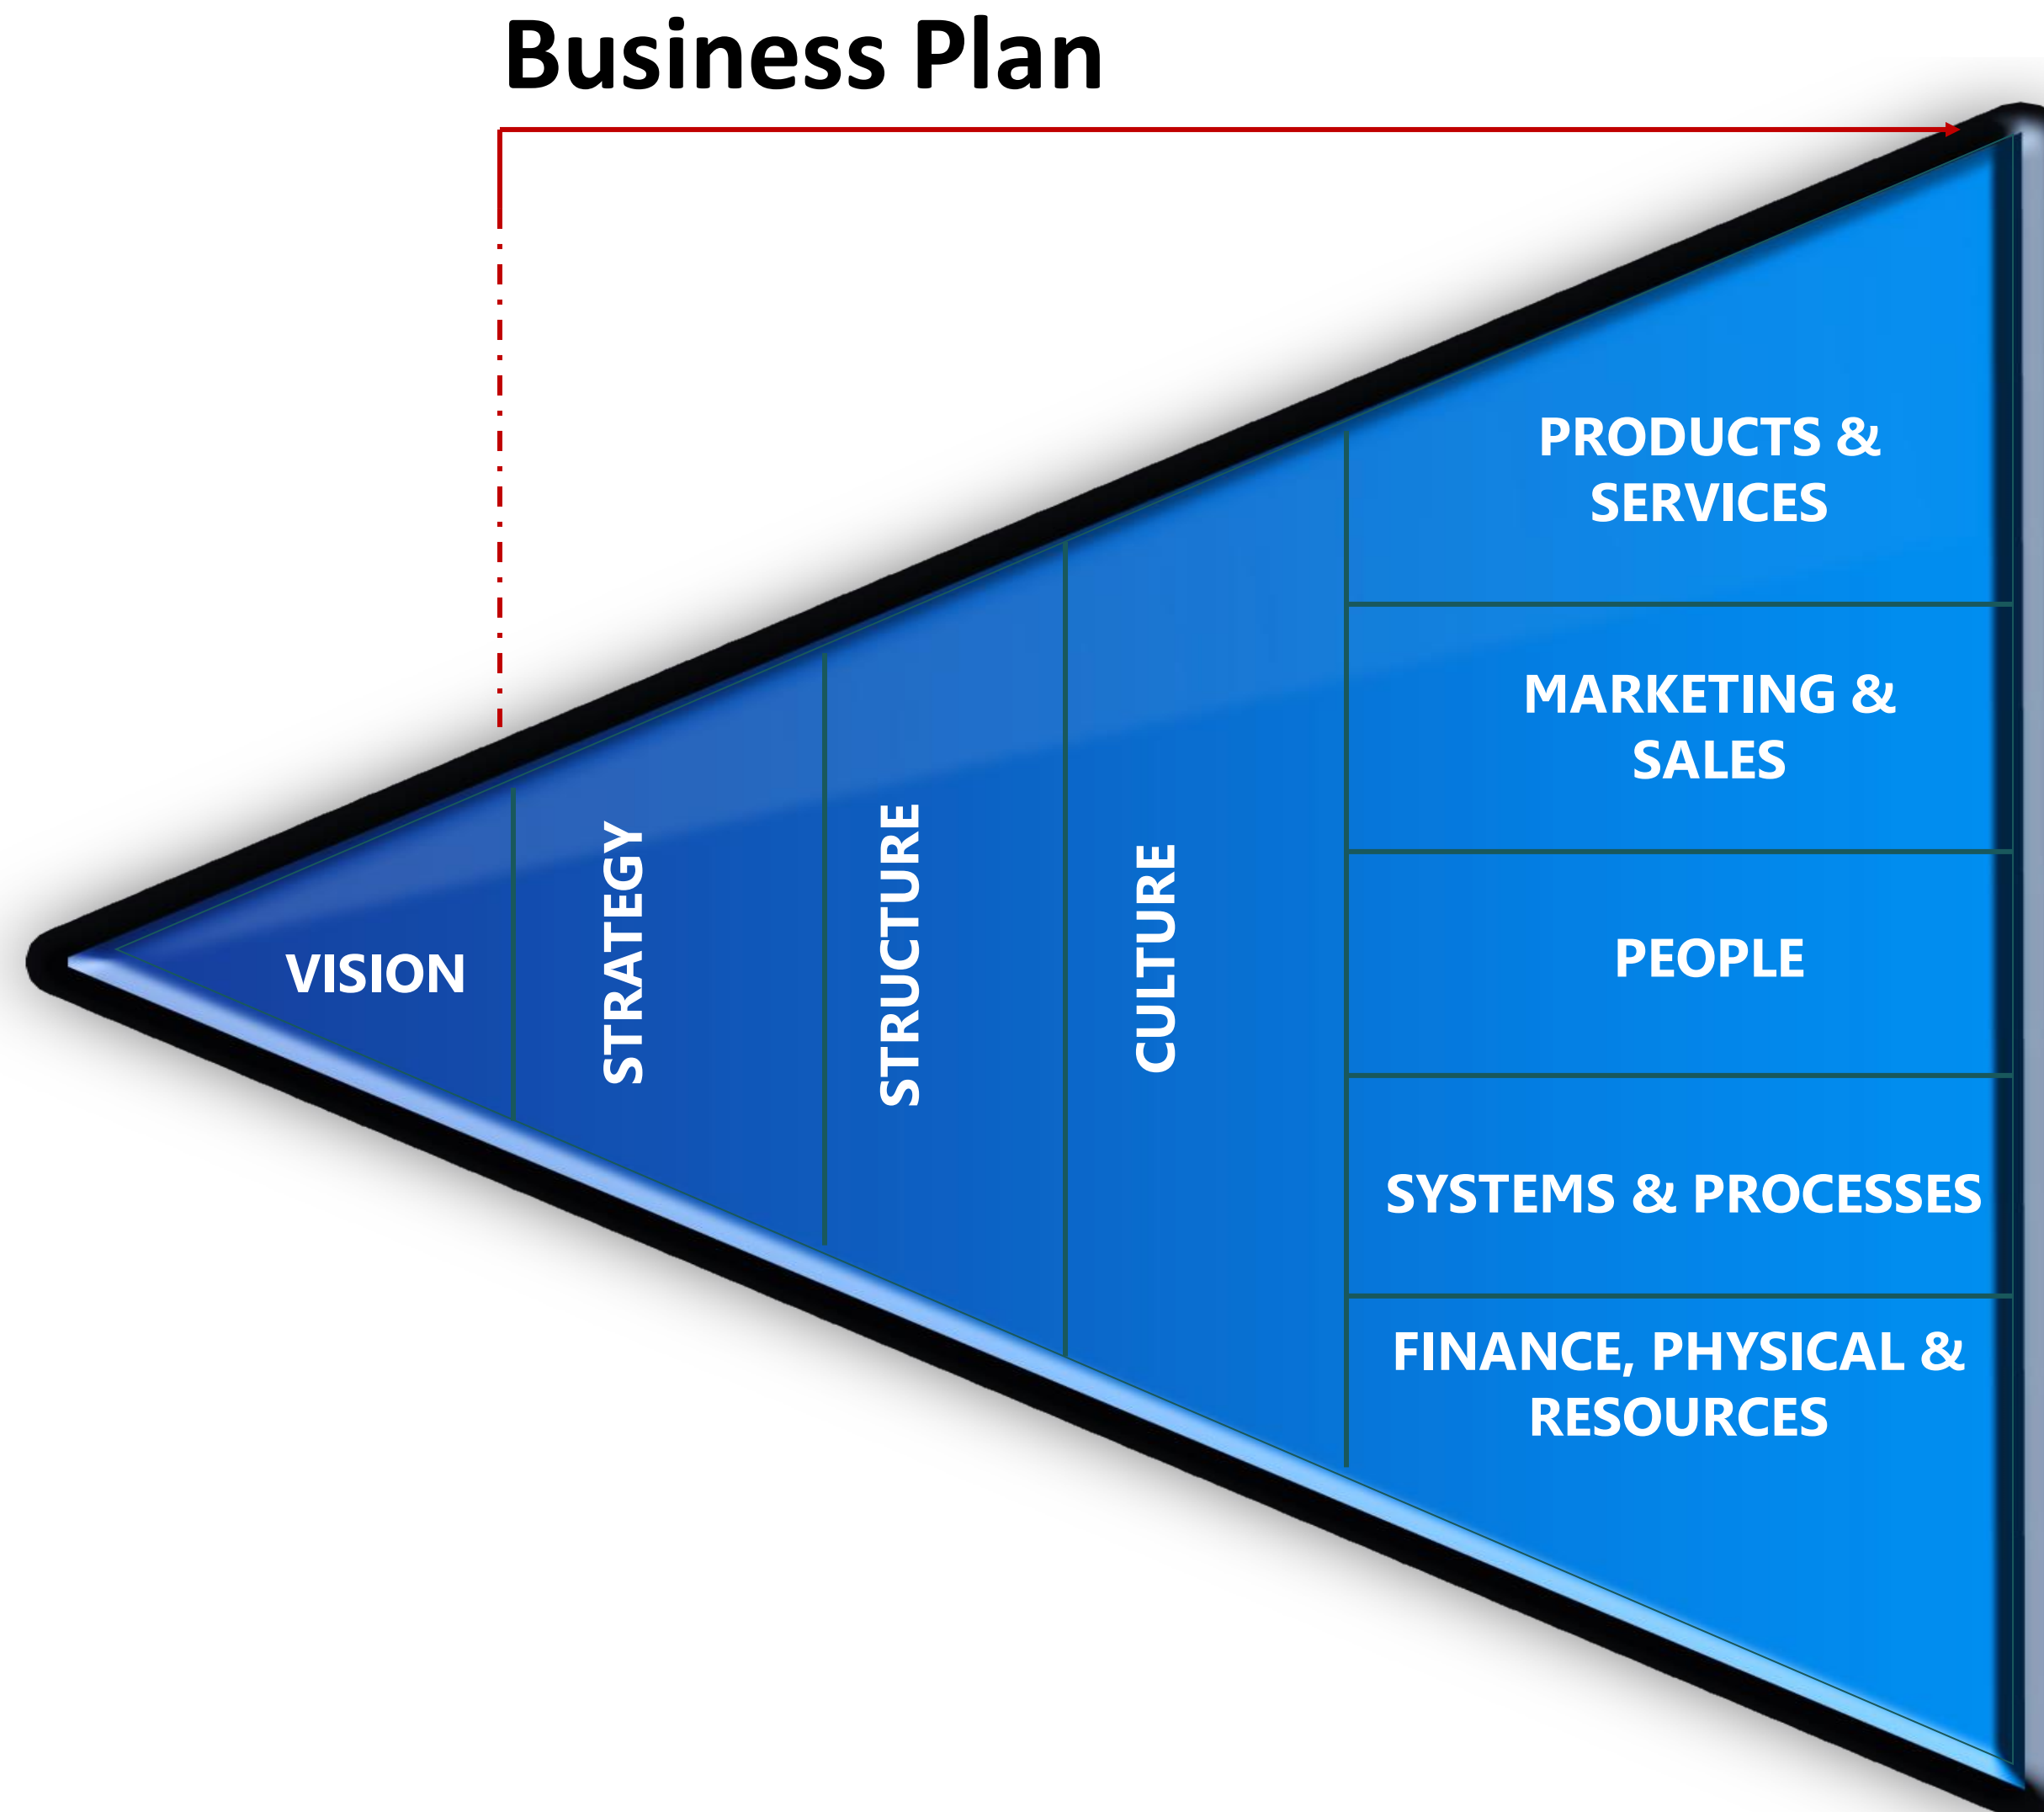 Business Plan
VISION
STRATEGY
STRUCTURE
CULTURE
PRODUCTS &
SERVICES
MARKETING &
SALES
PEOPLE
SYSTEMS & PROCESSES
FINANCE, PHYSICAL &
RESOURCES